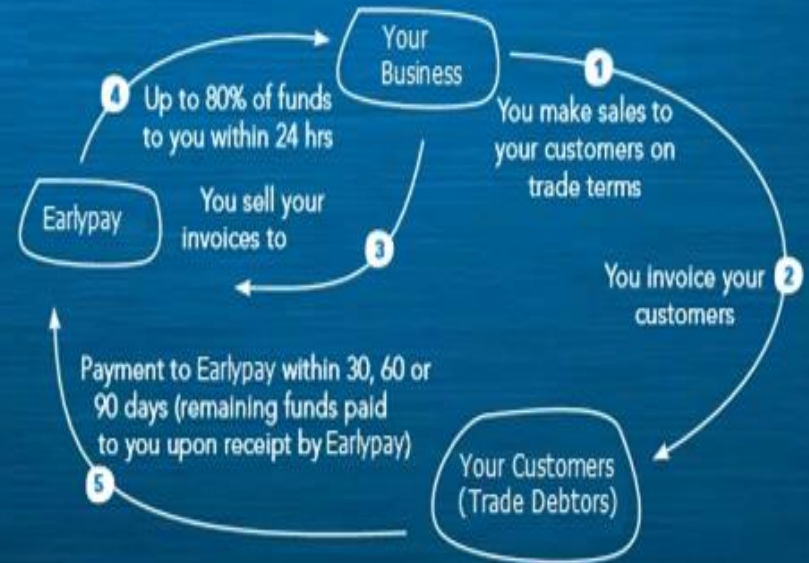 Your
Business
1
You make sales to
your customers on
trade terms
2
You invoice your
customers
Your Customers
(Trade Debtors)
3
You sell your
invoices to
Earlypay
4
Up to 80% of funds
to you within 24 hrs
5
Payment to Earlypay within 30, 60 or
90 days (remaining funds paid
to you upon receipt by Earlypay)